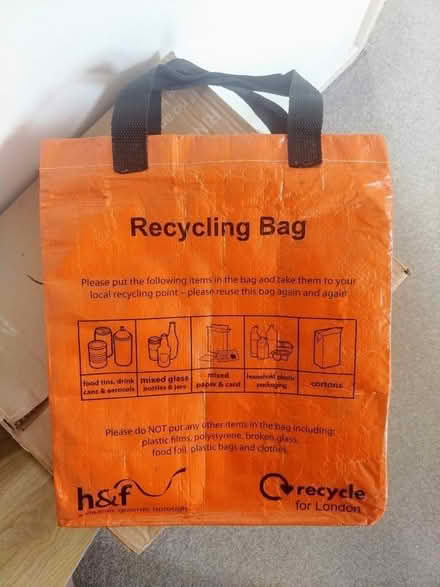 Recycling Bag
Please put the following items in the bag and take them to your
local recycling point – please reuse this bag again and again
food tins, drink
cans & aerosols
mixed glass
bottles & jars
mixed
paper & card
household plastic
packaging
cartons
Please do NOT put any other items in the bag including:
plastic films, polystyrene, broken glass,
food foil, plastic bags and clothes.
h&f
recycle
for London